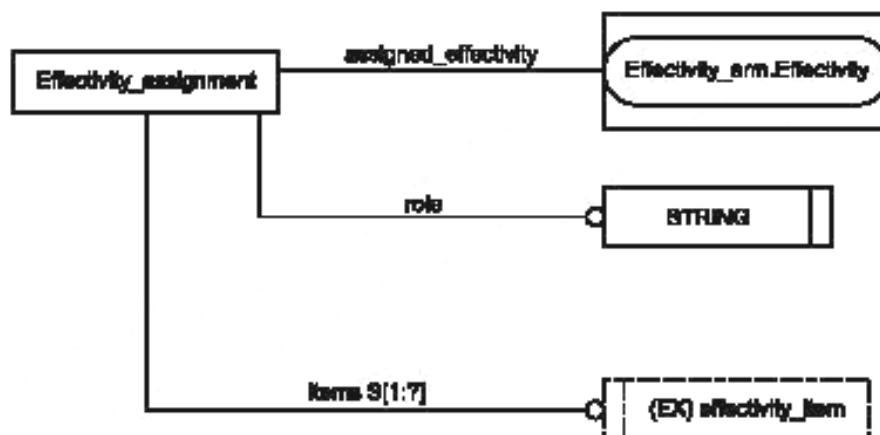 assigned_effectivity
Effectivity_assignment
Effectivity_arm.Effectivity
role
STRING
items S[1:?]
(EX) effectivity_item